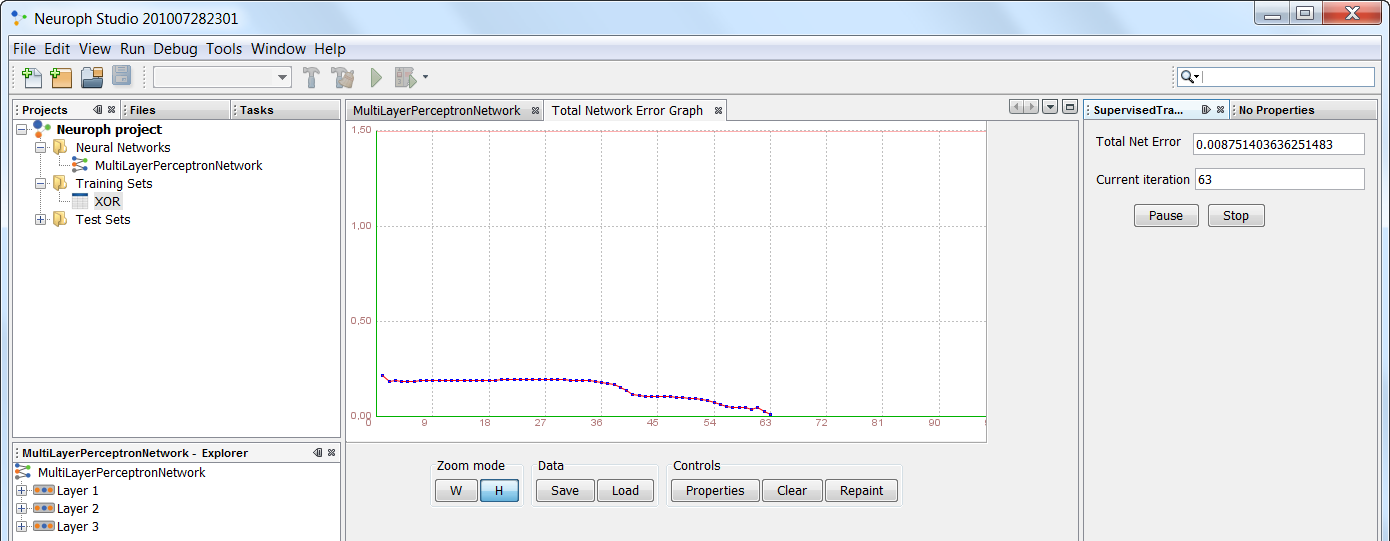 Neuroph Studio 201007282301
File Edit View Run Debug Tools Window Help
Projects Files Tasks
Neuroph project
Neural Networks
MultiLayerPerceptronNetwork
Training Sets
XOR
Test Sets
MultiLayerPerceptronNetwork - Explorer
MultiLayerPerceptronNetwork
Layer 1
Layer 2
Layer 3
MultiLayerPerceptronNetwork Total Network Error Graph
1,50
1,00
0,50
0,00
0 9 18 27 36 45 54 63 72 81 90
Zoom mode Data Controls
W H Save Load Properties Clear Repaint
SupervisedTra... No Properties
Total Net Error 0.008751403636251483
Current iteration 63
Pause Stop